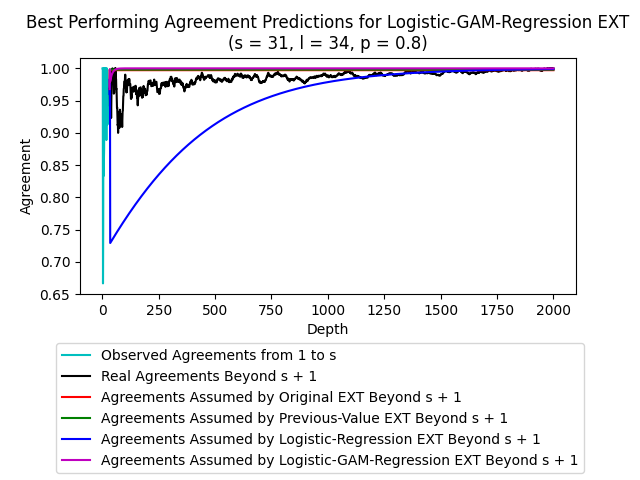 Best Performing Agreement Predictions for Logistic-GAM-Regression EXT
(s = 31, l = 34, p = 0.8)
1.00
0.95
0.90
0.85
0.80
0.75
0.70
0.65
Agreement
0 250 500 750 1000 1250 1500 1750 2000
Depth
Observed Agreements from 1 to s
Real Agreements Beyond s + 1
Agreements Assumed by Original EXT Beyond s + 1
Agreements Assumed by Previous-Value EXT Beyond s + 1
Agreements Assumed by Logistic-Regression EXT Beyond s + 1
Agreements Assumed by Logistic-GAM-Regression EXT Beyond s + 1